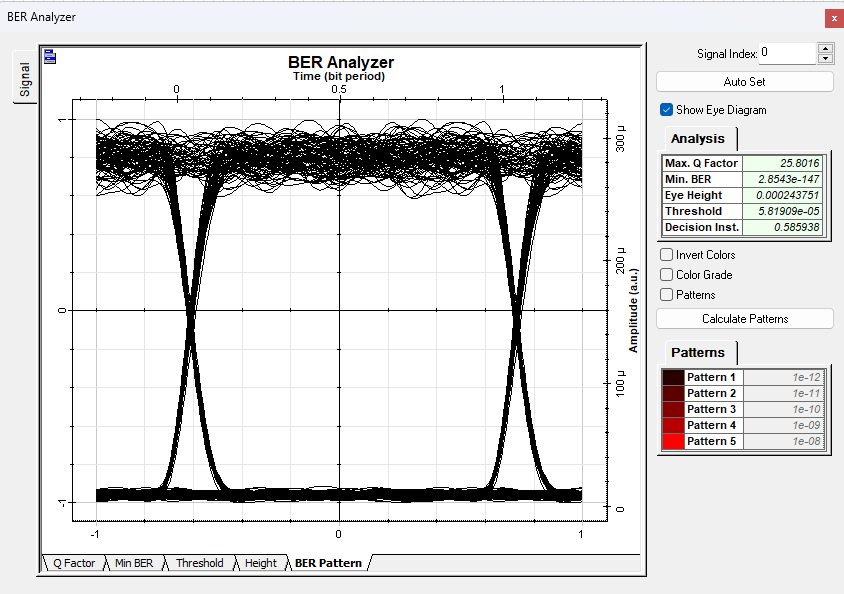 BER Analyzer
x
Signal
BER Analyzer
Time (bit period)
0 0.5 1
1
0
-1
300 µ
200 µ
100 µ
0
Amplitude (a.u.)
-1 0 1
Q Factor Min BER Threshold Height BER Pattern
Signal Index: 0
Auto Set
Show Eye Diagram
Analysis
Max. Q Factor 25.8016
Min. BER 2.8543e-147
Eye Height 0.000243751
Threshold 5.81909e-05
Decision Inst. 0.585938
Invert Colors
Color Grade
Patterns
Calculate Patterns
Patterns
Pattern 1 1e-12
Pattern 2 1e-11
Pattern 3 1e-10
Pattern 4 1e-09
Pattern 5 1e-08